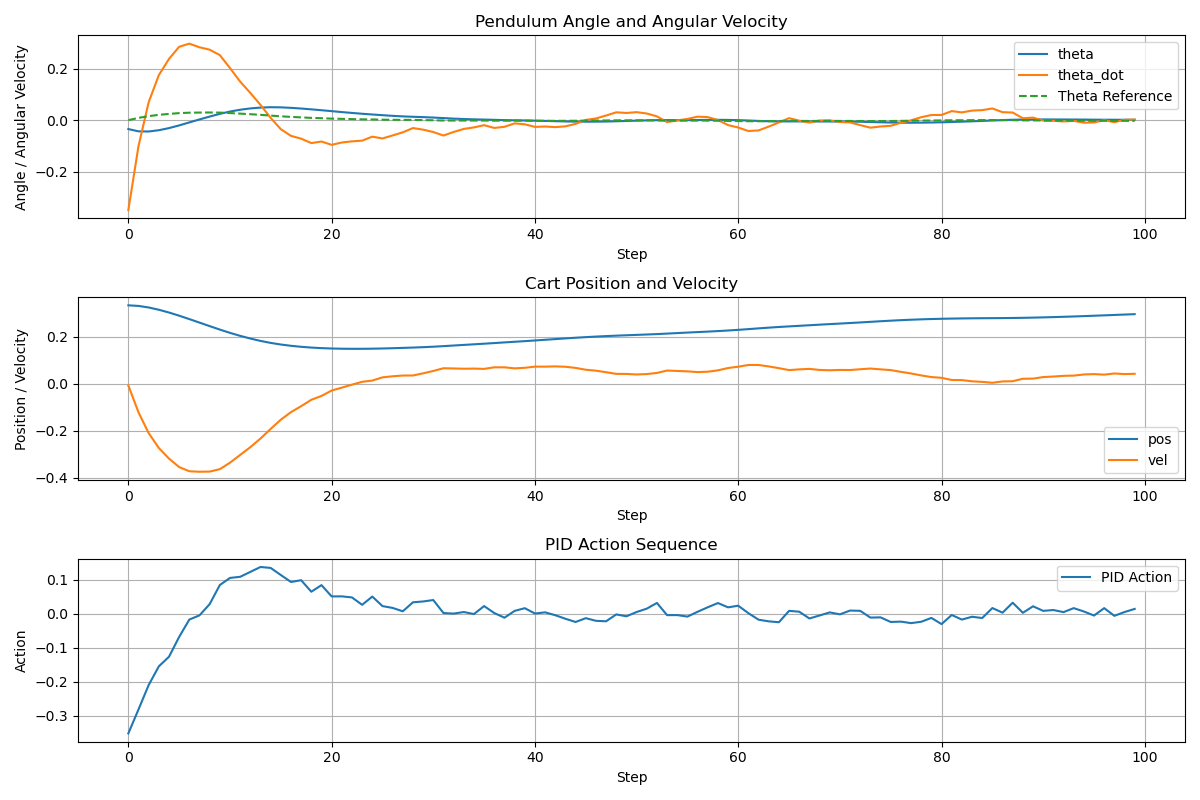 Pendulum Angle and Angular Velocity
Angle / Angular Velocity
0.2
0.0
−0.2
theta
theta_dot
Theta Reference
0 20 40 60 80 100
Step
Cart Position and Velocity
Position / Velocity
0.2
0.0
−0.2
−0.4
pos
vel
0 20 40 60 80 100
Step
PID Action Sequence
Action
0.1
0.0
−0.1
−0.2
−0.3
PID Action
0 20 40 60 80 100
Step